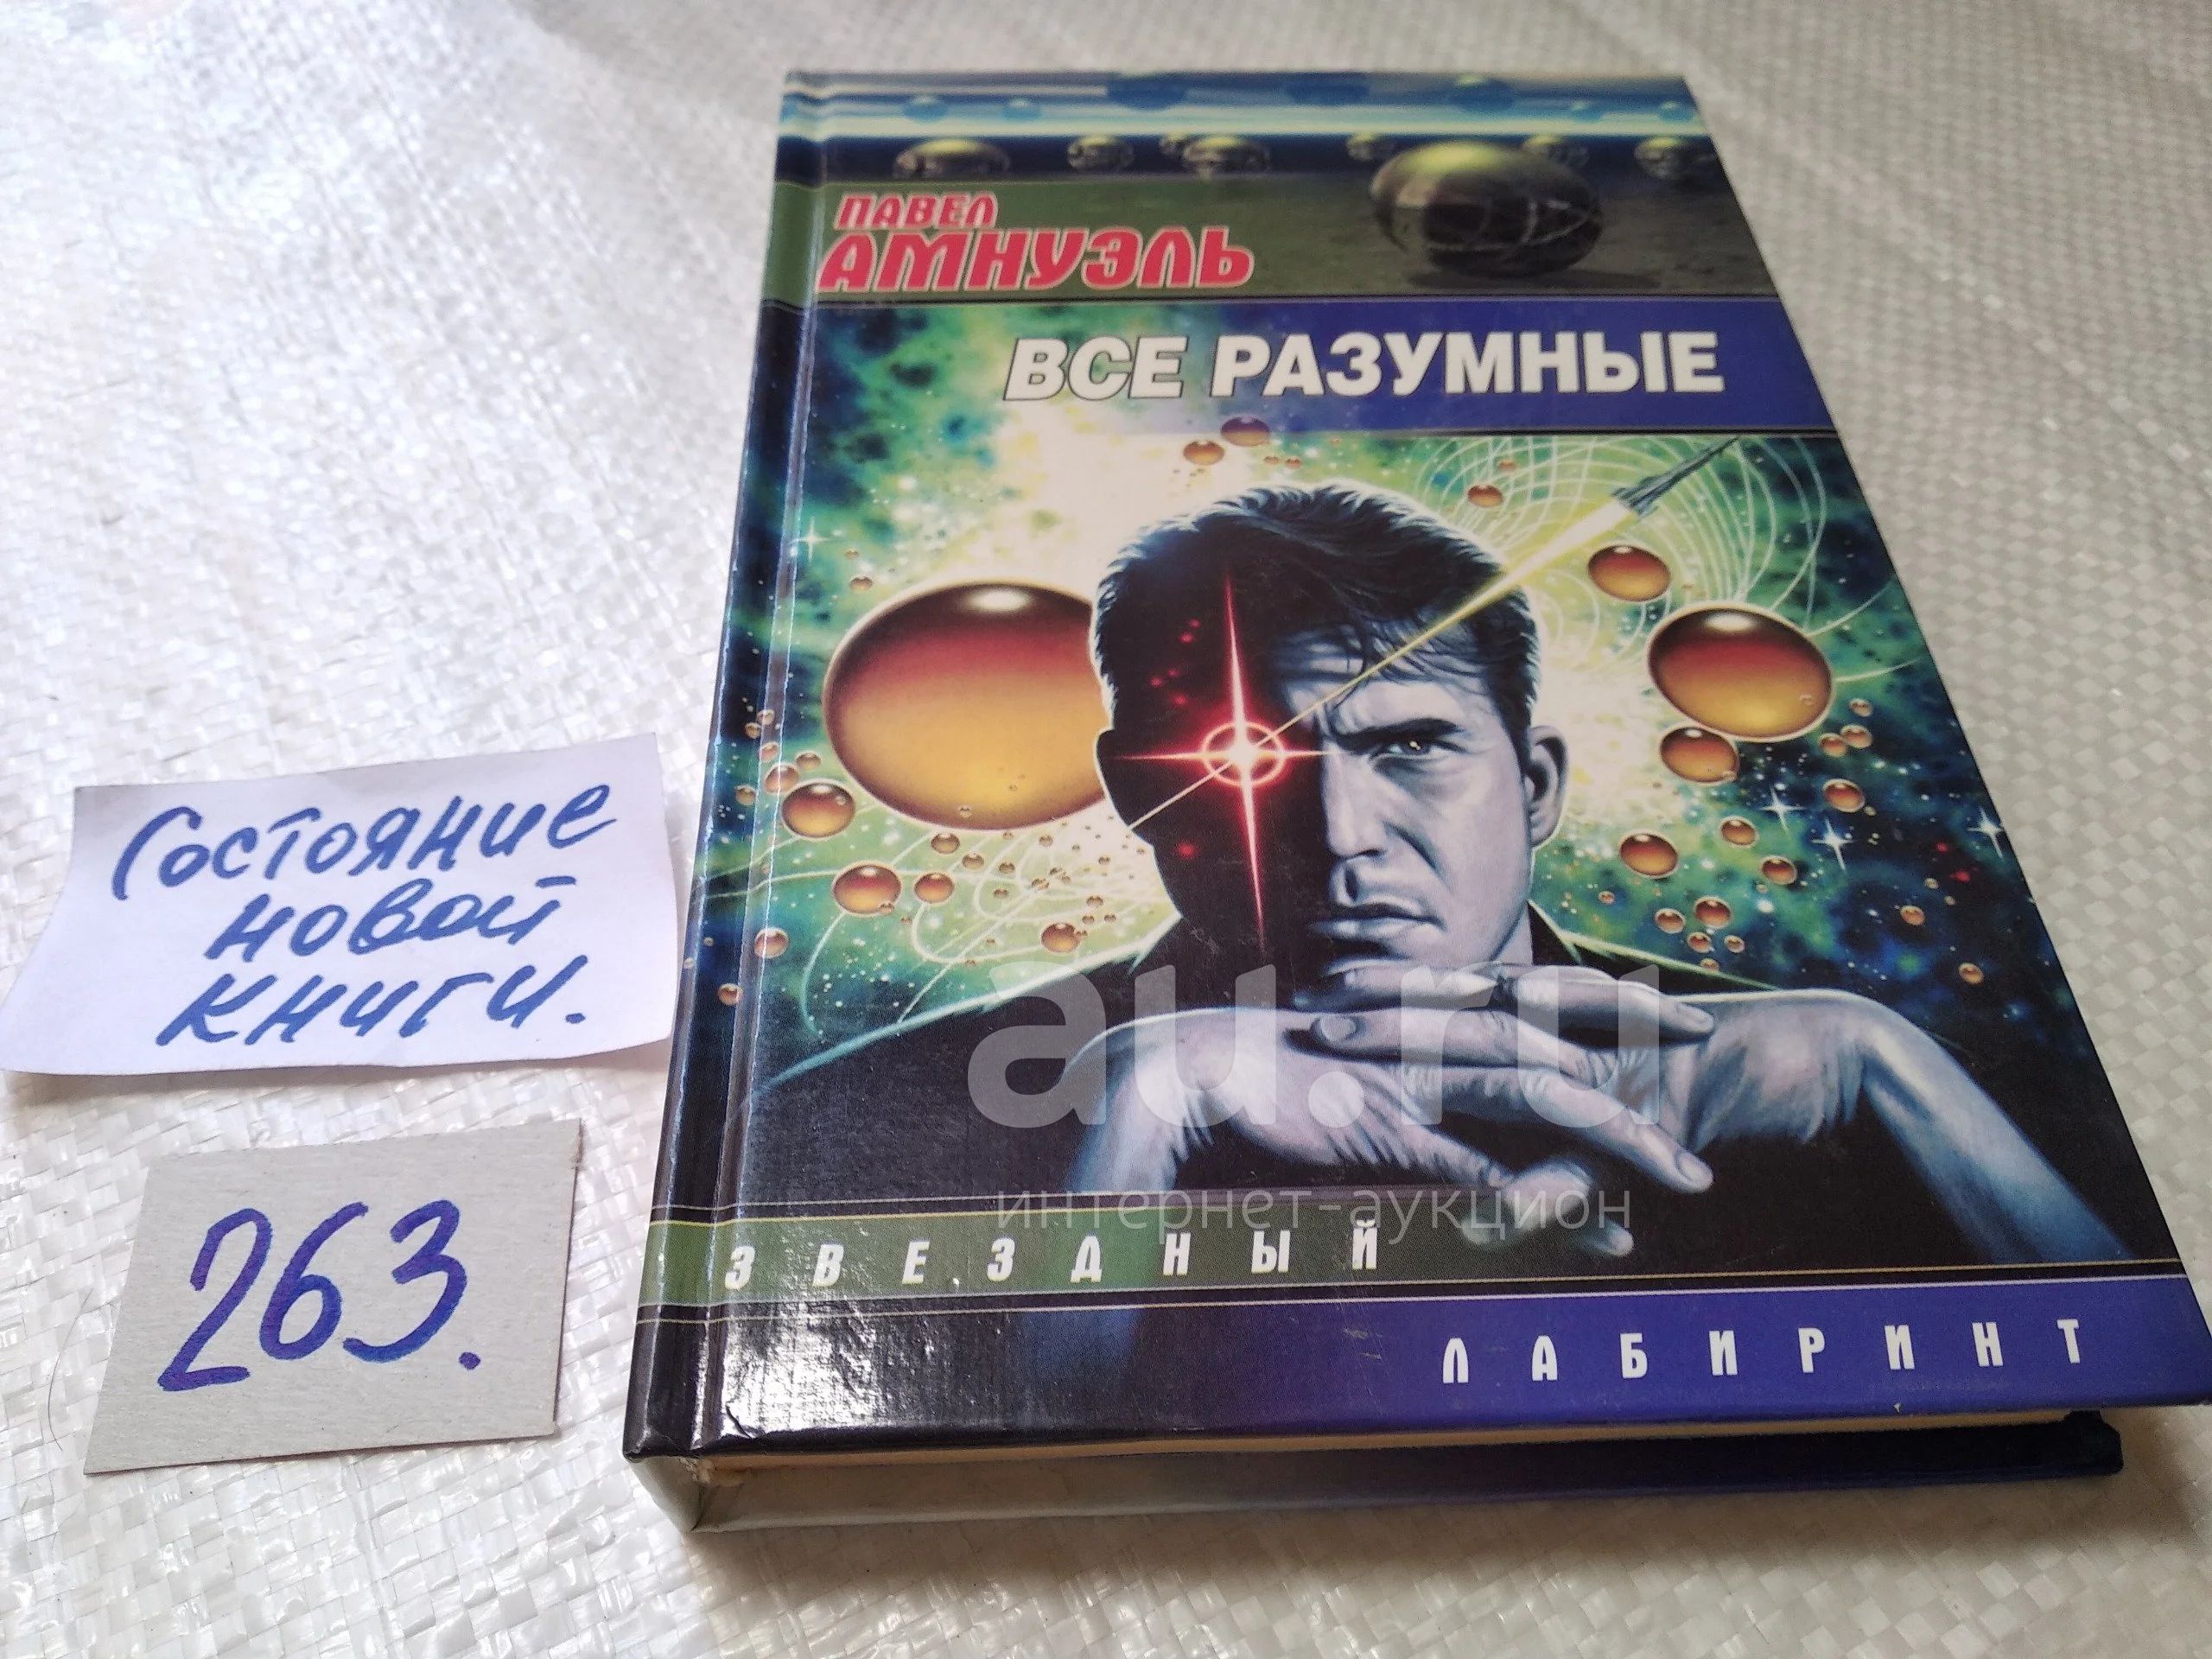 ПАВЕЛ
АМНУЭЛЬ
ВСЕ РАЗУМНЫЕ
Состояние
новой
книги.
263.
au.ru
интернет-аукцион
ЗВЕЗДНЫЙ
ЛАБИРИНТ